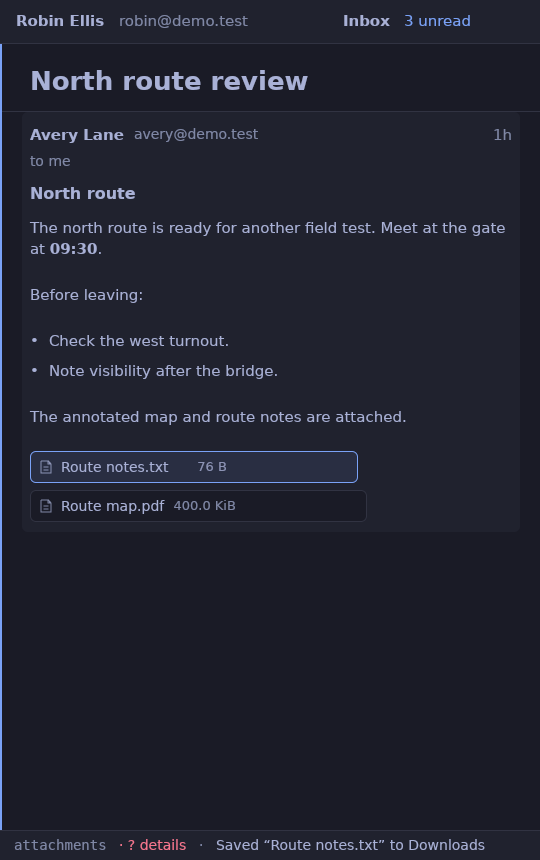 Robin Ellis robin@demo.test Inbox 3 unread
North route review
Avery Lane avery@demo.test 1h
to me
North route
The north route is ready for another field test. Meet at the gate
at 09:30.
Before leaving:
• Check the west turnout.
• Note visibility after the bridge.
The annotated map and route notes are attached.
Route notes.txt 76 B
Route map.pdf 400.0 KiB
attachments · ? details · Saved “Route notes.txt” to Downloads